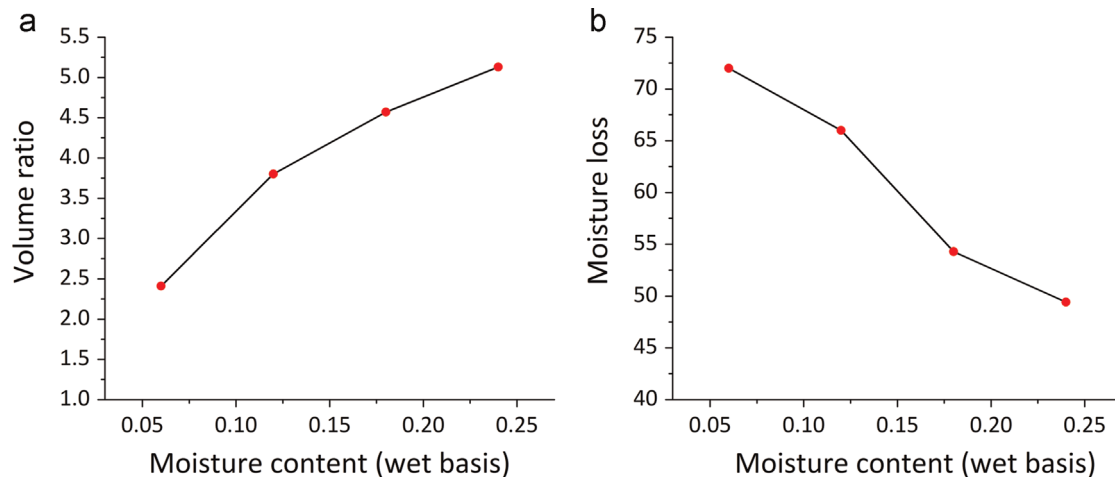 a
Volume ratio
5.5
5.0
4.5
4.0
3.5
3.0
2.5
2.0
1.5
1.0
0.05 0.10 0.15 0.20 0.25
Moisture content (wet basis)
b
Moisture loss
75
70
65
60
55
50
45
40
0.05 0.10 0.15 0.20 0.25
Moisture content (wet basis)